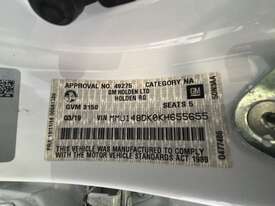 APPROVAL NO. 49275 CATEGORY NA
GM HOLDEN LTD
HOLDEN RG
GVM 3150 SEATS 5
03/19 VIN MMU148DK0KH655655
THIS VEHICLE WAS MANUFACTURED TO COMPLY
WITH THE MOTOR VEHICLE STANDARDS ACT 1989
GM